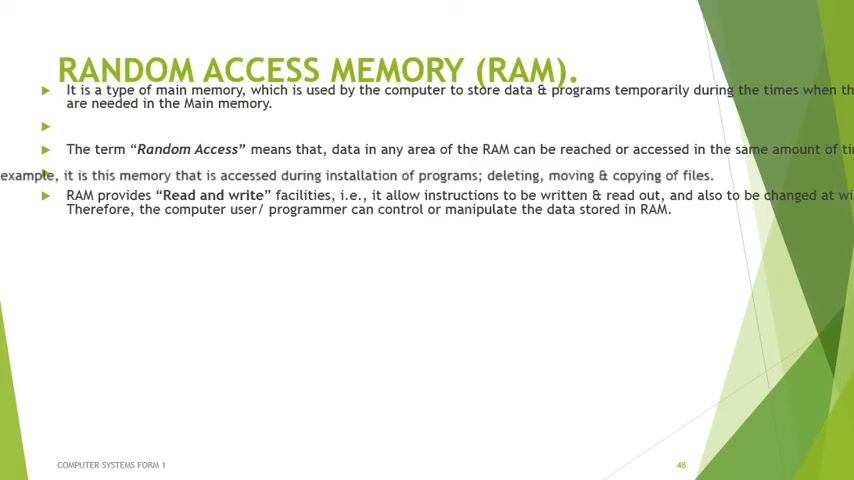 RANDOM ACCESS MEMORY (RAM).
It is a type of main memory, which is used by the computer to store data & programs temporarily during the times when
are needed in the Main memory.
The term “Random Access” means that, data in any area of the RAM can be reached or accessed in the same amount of
example, it is this memory that is accessed during installation of programs; deleting, moving & copying of files.
RAM provides “Read and write” facilities, i.e., it allow instructions to be written & read out, and also to be changed at
Therefore, the computer user/ programmer can control or manipulate the data stored in RAM.
COMPUTER SYSTEMS FORM 1
48